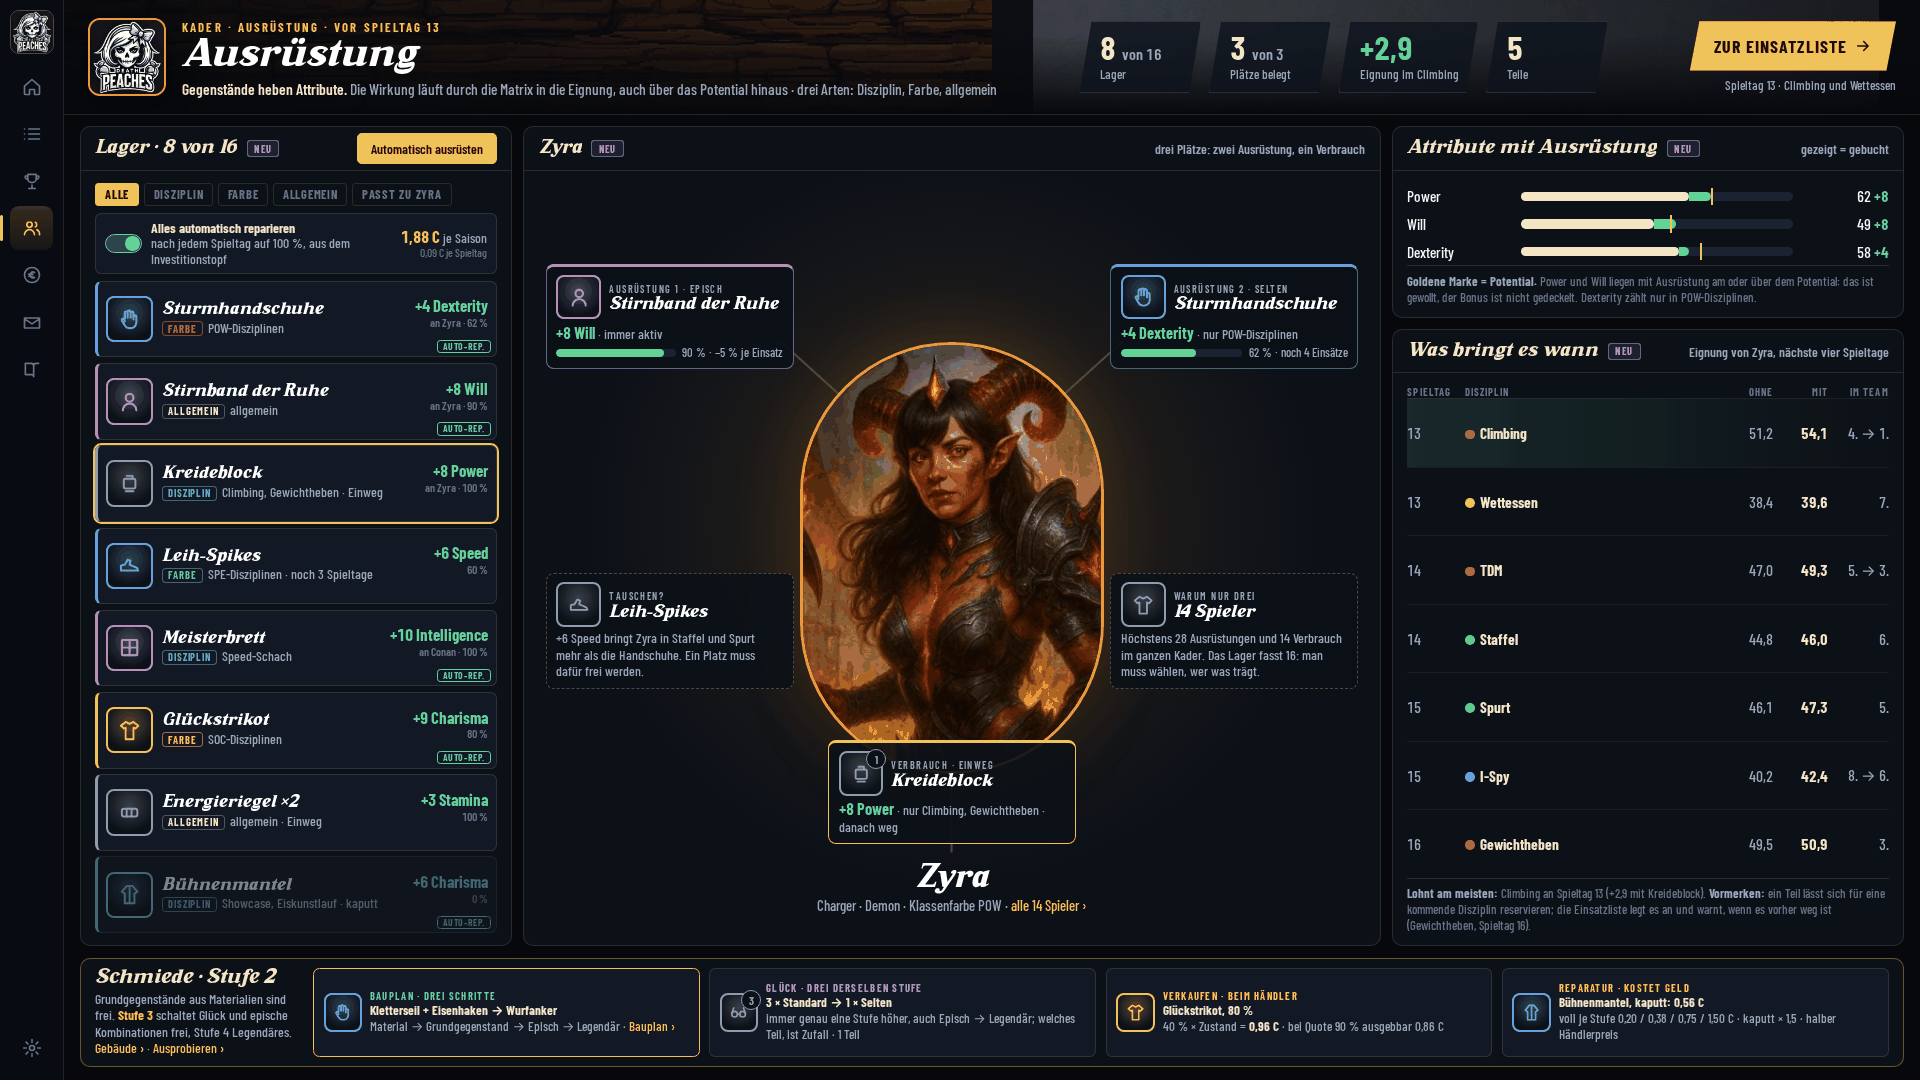 DEATH
PEACHES
KADER · AUSRÜSTUNG · VOR SPIELTAG 13
Ausrüstung
Gegenstände heben Attribute. Die Wirkung läuft durch die Matrix in die Eignung, auch über das Potential hinaus · drei Arten: Disziplin, Farbe, allgemein
8 von 16
Lager
3 von 3
Plätze belegt
+2,9
Eignung im Climbing
5
Teile
ZUR EINSATZLISTE →
Spieltag 13 · Climbing und Wettessen
Lager · 8 von 16 NEU
Automatisch ausrüsten
ALLE DISZIPLIN FARBE ALLGEMEIN PASST ZU ZYRA
Alles automatisch reparieren
nach jedem Spieltag auf 100 %, aus dem
Investitionstopf
1,88 C je Saison
0,09 C je Spieltag
Sturmhandschuhe
FARBE POW-Disziplinen
+4 Dexterity
an Zyra · 62 %
AUTO-REP.
Stirnband der Ruhe
ALLGEMEIN allgemein
+8 Will
an Zyra · 90 %
AUTO-REP.
Kreideblock
DISZIPLIN Climbing, Gewichtheben · Einweg
+8 Power
an Zyra · 100 %
Leih-Spikes
FARBE SPE-Disziplinen · noch 3 Spieltage
+6 Speed
60 %
Meisterbrett
DISZIPLIN Speed-Schach
+10 Intelligence
an Conan · 100 %
AUTO-REP.
Glückstrikot
FARBE SOC-Disziplinen
+9 Charisma
80 %
AUTO-REP.
Energieriegel ×2
ALLGEMEIN allgemein · Einweg
+3 Stamina
100 %
Bühnenmantel
DISZIPLIN Showcase, Eiskunstlauf · kaputt
+6 Charisma
0 %
AUTO-REP.
Zyra NEU
drei Plätze: zwei Ausrüstung, ein Verbrauch
AUSRÜSTUNG 1 · EPISCH
Stirnband der Ruhe
+8 Will · immer aktiv
90 % · −5 % je Einsatz
AUSRÜSTUNG 2 · SELTEN
Sturmhandschuhe
+4 Dexterity · nur POW-Disziplinen
62 % · noch 4 Einsätze
TAUSCHEN?
Leih-Spikes
+6 Speed bringt Zyra in Staffel und Spurt
mehr als die Handschuhe. Ein Platz muss
dafür frei werden.
WARUM NUR DREI
14 Spieler
Höchstens 28 Ausrüstungen und 14 Verbrauch
im ganzen Kader. Das Lager fasst 16: man
muss wählen, wer was trägt.
1
VERBRAUCH · EINWEG
Kreideblock
+8 Power · nur Climbing, Gewichtheben ·
danach weg
Zyra
Charger · Demon · Klassenfarbe POW · alle 14 Spieler ›
Attribute mit Ausrüstung NEU
gezeigt = gebucht
Power 62 +8
Will 49 +8
Dexterity 58 +4
Goldene Marke = Potential. Power und Will liegen mit Ausrüstung am oder über dem Potential: das ist
gewollt, der Bonus ist nicht gedeckelt. Dexterity zählt nur in POW-Disziplinen.
Was bringt es wann NEU
Eignung von Zyra, nächste vier Spieltage
SPIELTAG DISZIPLIN OHNE MIT IM TEAM
13 Climbing 51,2 54,1 4. → 1.
13 Wettessen 38,4 39,6 7.
14 TDM 47,0 49,3 5. → 3.
14 Staffel 44,8 46,0 6.
15 Spurt 46,1 47,3 5.
15 I-Spy 40,2 42,4 8. → 6.
16 Gewichtheben 49,5 50,9 3.
Lohnt am meisten: Climbing an Spieltag 13 (+2,9 mit Kreideblock). Vormerken: ein Teil lässt sich für eine
kommende Disziplin reservieren; die Einsatzliste legt es an und warnt, wenn es vorher weg ist
(Gewichtheben, Spieltag 16).
Schmiede · Stufe 2
Grundgegenstände aus Materialien sind
frei. Stufe 3 schaltet Glück und epische
Kombinationen frei, Stufe 4 Legendäres.
Gebäude › · Ausprobieren ›
BAUPLAN · DREI SCHRITTE
Kletterseil + Eisenhaken → Wurfanker
Material → Grundgegenstand → Episch → Legendär · Bauplan ›
3
GLÜCK · DREI DERSELBEN STUFE
3 × Standard → 1 × Selten
Immer genau eine Stufe höher, auch Episch → Legendär; welches
Teil, ist Zufall · 1 Teil
VERKAUFEN · BEIM HÄNDLER
Glückstrikot, 80 %
40 % × Zustand = 0,96 C · bei Quote 90 % ausgebbar 0,86 C
REPARATUR · KOSTET GELD
Bühnenmantel, kaputt: 0,56 C
voll je Stufe 0,20 / 0,38 / 0,75 / 1,50 C · kaputt × 1,5 · halber
Händlerpreis